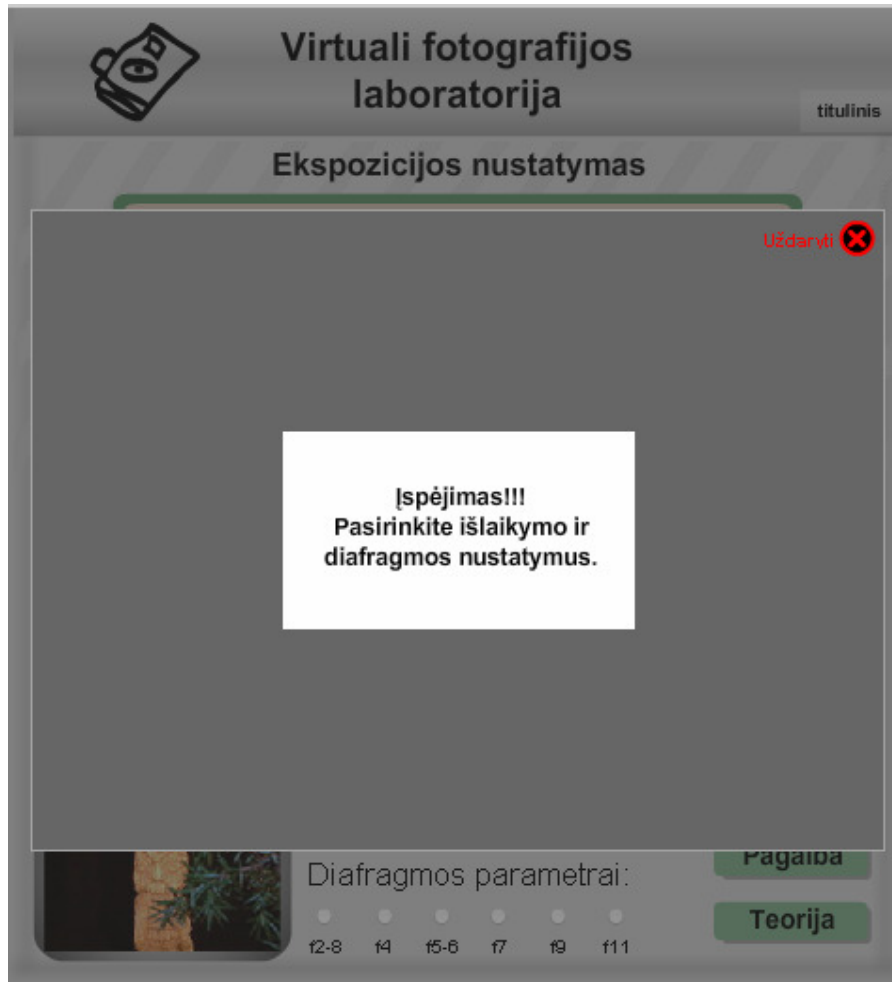 Virtuali fotografijos
laboratorija
titulinis
Ekspozicijos nustatymas
Uždaryti
Įspėjimas!!!
Pasirinkite išlaikymo ir
diafragmos nustatymus.
Pagalba
Diafragmos parametrai:
Teorija
f2-8 f4 f5-6 f7 f9 f11